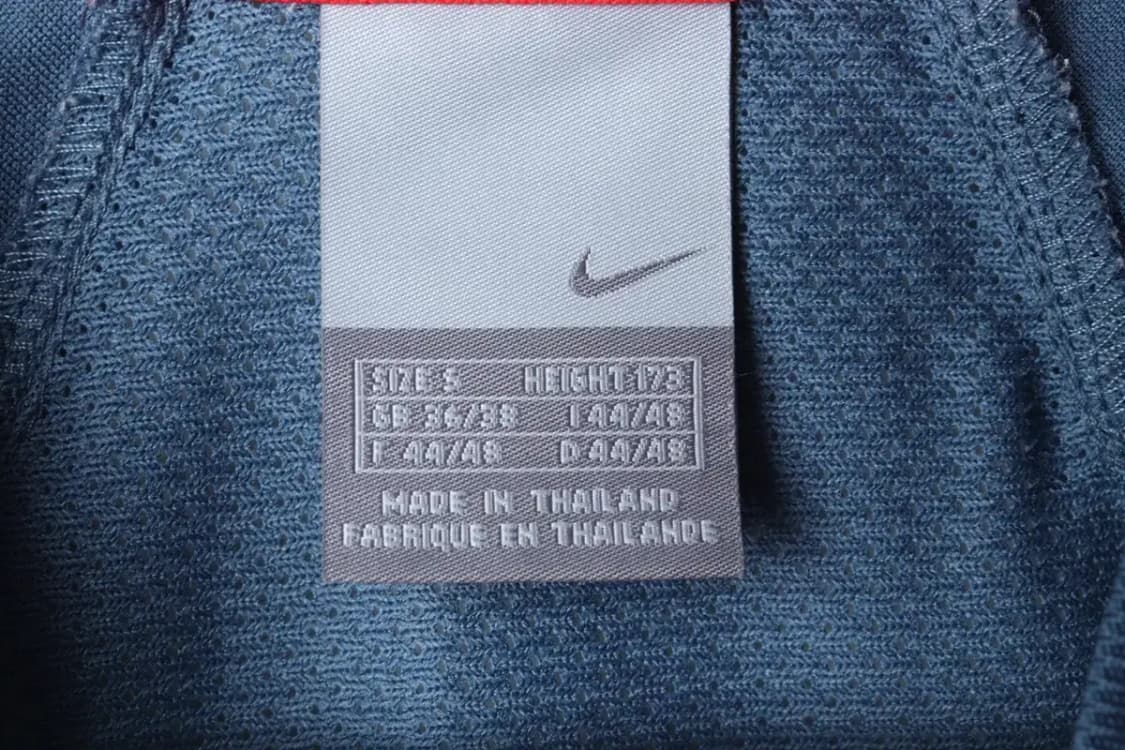 SIZE S HEIGHT 173
GB 36/38 I 44/48
F 44/48 D 44/48
MADE IN THAILAND
FABRIQUE EN THAILANDE